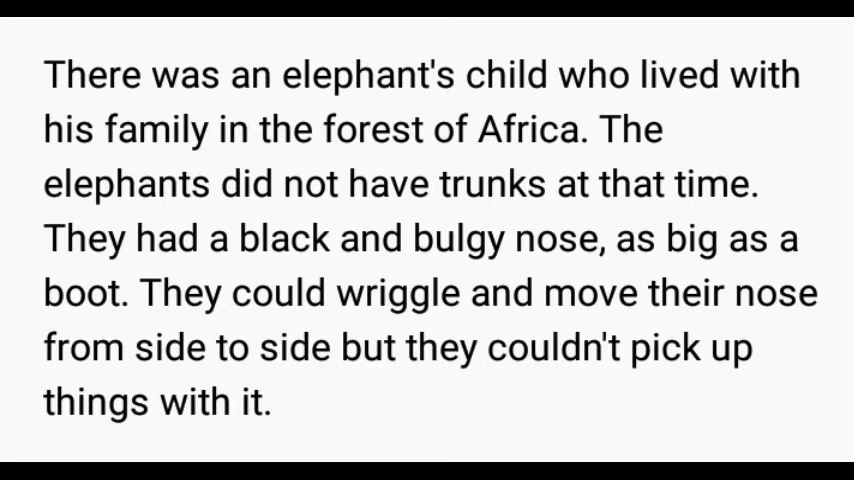 There was an elephant's child who lived with
his family in the forest of Africa. The
elephants did not have trunks at that time.
They had a black and bulgy nose, as big as a
boot. They could wriggle and move their nose
from side to side but they couldn't pick up
things with it.